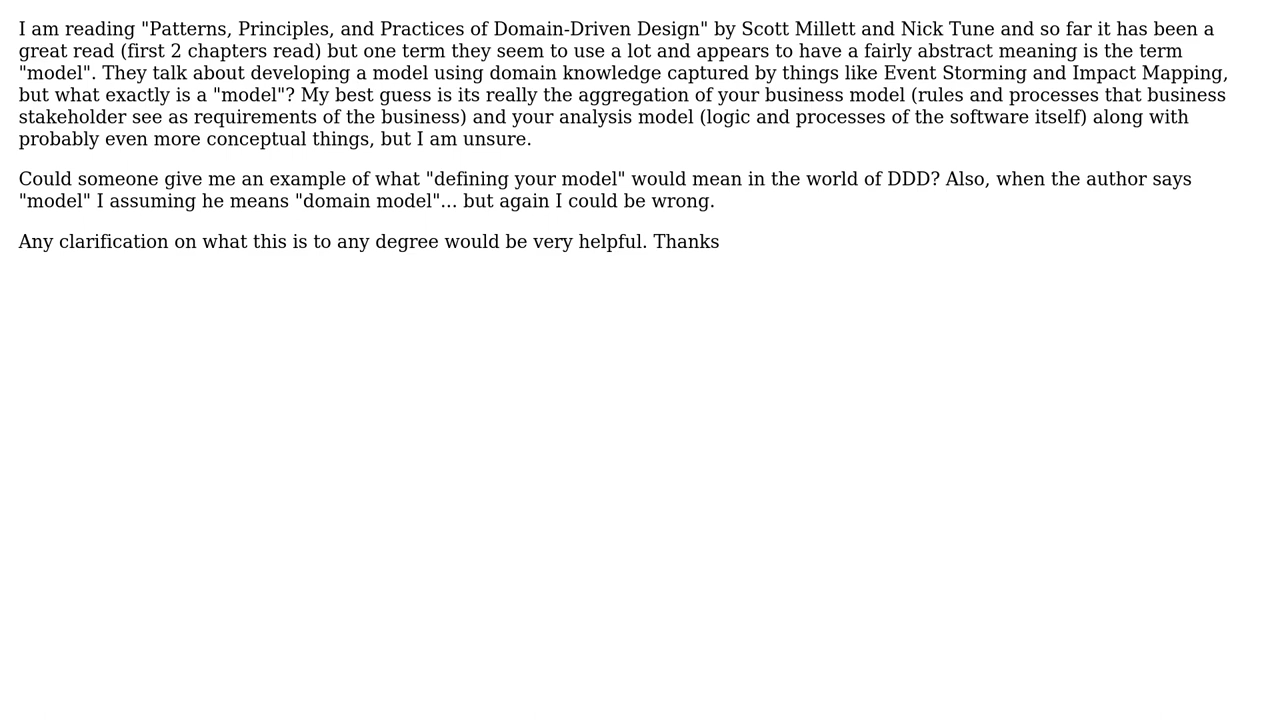 I am reading "Patterns, Principles, and Practices of Domain-Driven Design" by Scott Millett and Nick Tune and so far it has been a
great read (first 2 chapters read) but one term they seem to use a lot and appears to have a fairly abstract meaning is the term
"model". They talk about developing a model using domain knowledge captured by things like Event Storming and Impact Mapping,
but what exactly is a "model"? My best guess is its really the aggregation of your business model (rules and processes that business
stakeholder see as requirements of the business) and your analysis model (logic and processes of the software itself) along with
probably even more conceptual things, but I am unsure.
Could someone give me an example of what "defining your model" would mean in the world of DDD? Also, when the author says
"model" I assuming he means "domain model"... but again I could be wrong.
Any clarification on what this is to any degree would be very helpful. Thanks